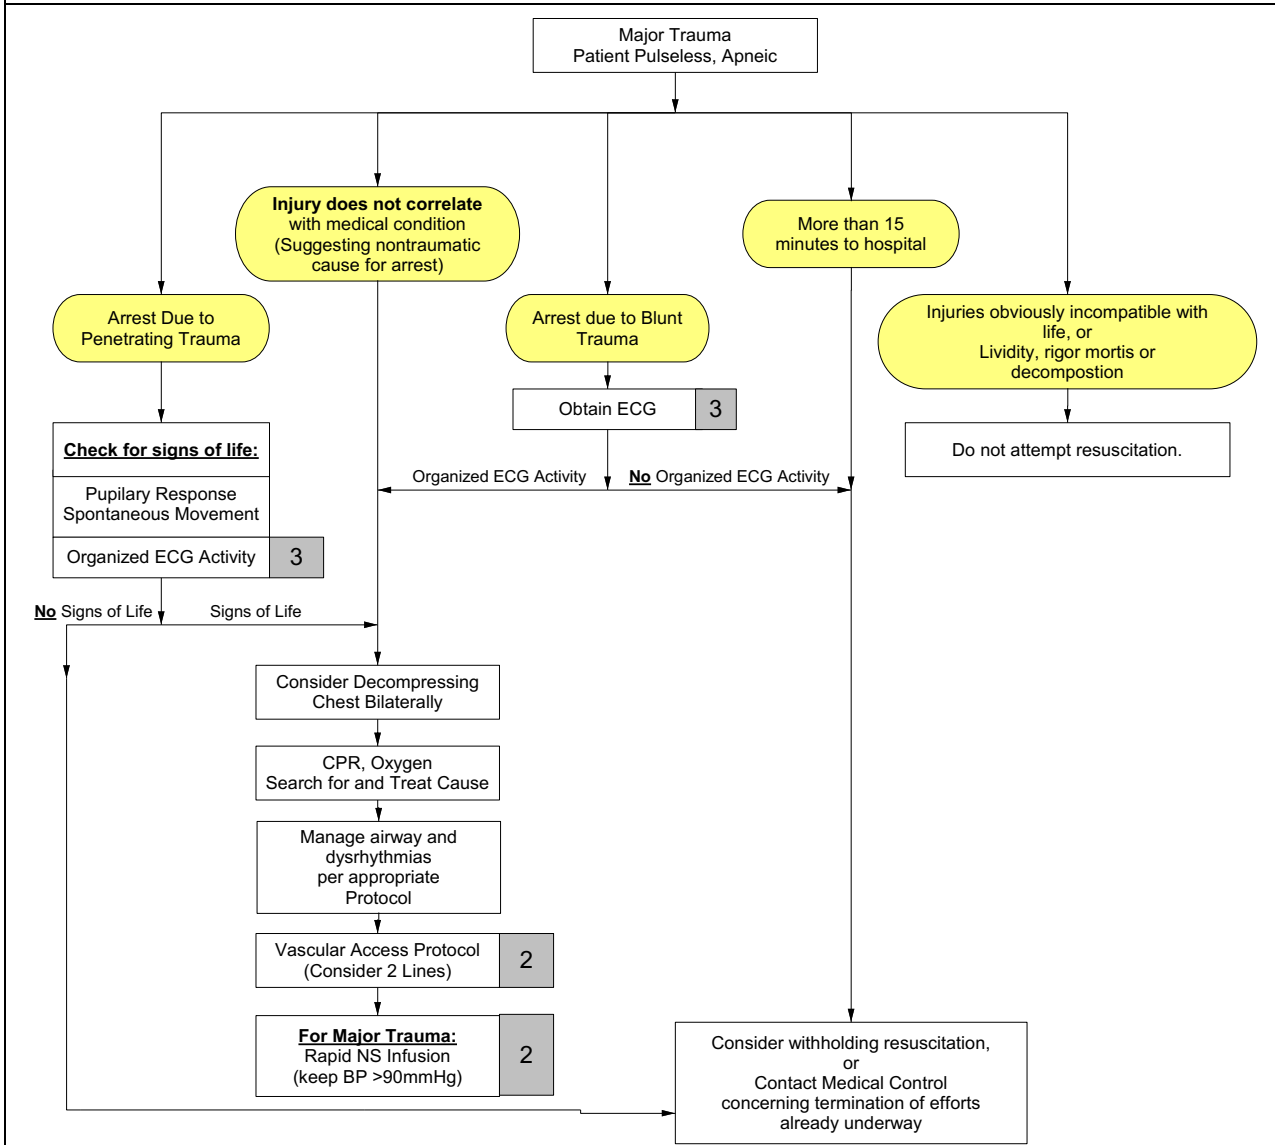 Major Trauma
Patient Pulseless, Apneic
Injury does not correlate
with medical condition
(Suggesting nontraumatic
cause for arrest)
More than 15
minutes to hospital
Arrest Due to
Penetrating Trauma
Arrest due to Blunt
Trauma
Injuries obviously incompatible with
life, or
Lividity, rigor mortis or
decompostion
Obtain ECG
3
Check for signs of life:
Pupilary Response
Spontaneous Movement
Organized ECG Activity
3
Do not attempt resuscitation.
Organized ECG Activity
No Organized ECG Activity
No Signs of Life
Signs of Life
Consider Decompressing
Chest Bilaterally
CPR, Oxygen
Search for and Treat Cause
Manage airway and
dysrhythmias
per appropriate
Protocol
Vascular Access Protocol
(Consider 2 Lines)
2
For Major Trauma:
Rapid NS Infusion
(keep BP >90mmHg)
2
Consider withholding resuscitation,
or
Contact Medical Control
concerning termination of efforts
already underway